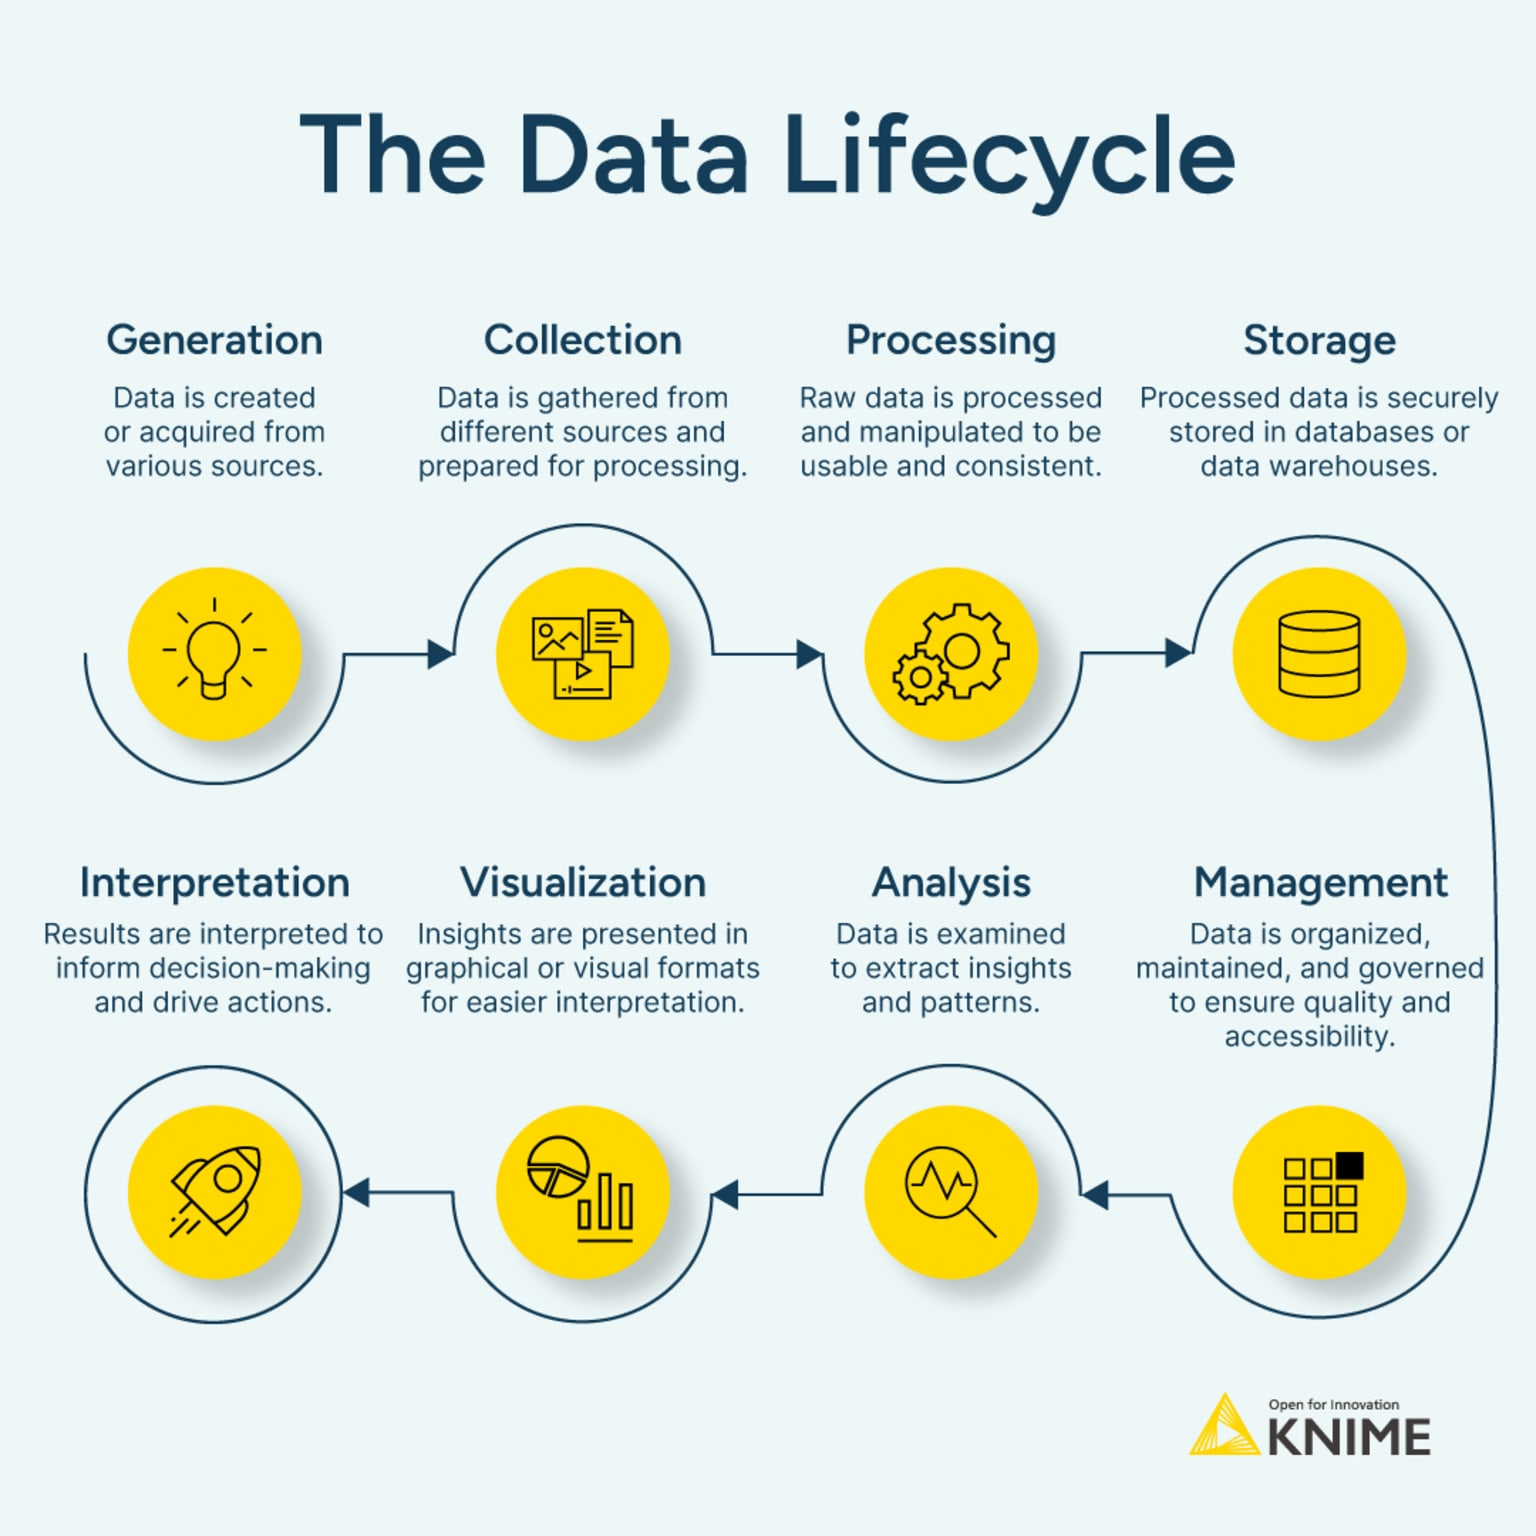 The Data Lifecycle
Generation
Data is created
or acquired from
various sources.
Collection
Data is gathered from
different sources and
prepared for processing.
Processing
Raw data is processed
and manipulated to be
usable and consistent.
Storage
Processed data is securely
stored in databases or
data warehouses.
Interpretation
Results are interpreted to
inform decision-making
and drive actions.
Visualization
Insights are presented in
graphical or visual formats
for easier interpretation.
Analysis
Data is examined
to extract insights
and patterns.
Management
Data is organized,
maintained, and governed
to ensure quality and
accessibility.
Open for Innovation
KNIME